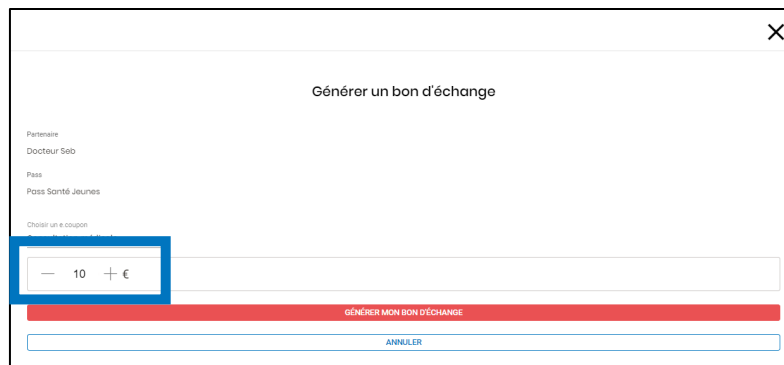 Générer un bon d'échange
Partenaire
Docteur Seb
Pass
Pass Santé Jeunes
Choisir un e.coupon
— 10 + €
GÉNÉRER MON BON D'ÉCHANGE
ANNULER